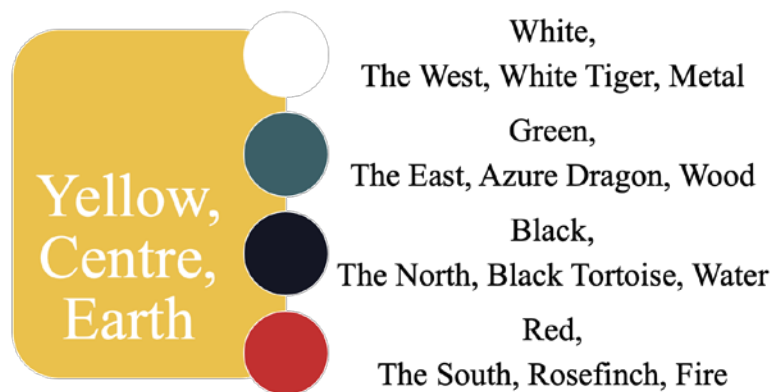 Yellow,
Centre,
Earth
White,
The West, White Tiger, Metal
Green,
The East, Azure Dragon, Wood
Black,
The North, Black Tortoise, Water
Red,
The South, Rosefinch, Fire